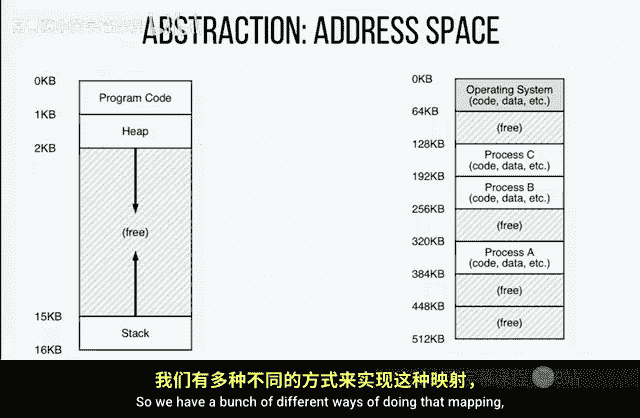 ABSTRACTION: ADDRESS SPACE
0KB
Program Code
1KB
Heap
2KB
(free)
15KB
Stack
16KB
0KB
Operating System
(code, data, etc.)
64KB
(free)
128KB
Process C
(code, data, etc.)
192KB
Process B
(code, data, etc.)
256KB
(free)
320KB
Process A
(code, data, etc.)
384KB
(free)
448KB
(free)
512KB
我们有多种不同的方式来实现这种映射，
So we have a bunch of different ways of doing that mapping,